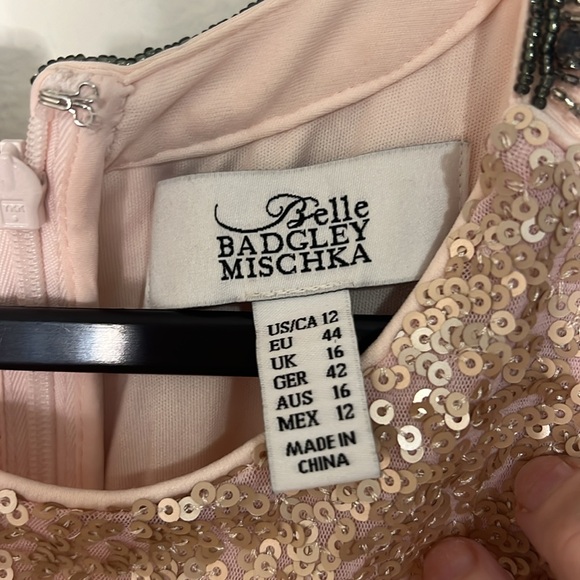 Belle
BADGLEY
MISCHKA
US/CA 12
EU 44
UK 16
GER 42
AUS 16
MEX 12
MADE IN
CHINA